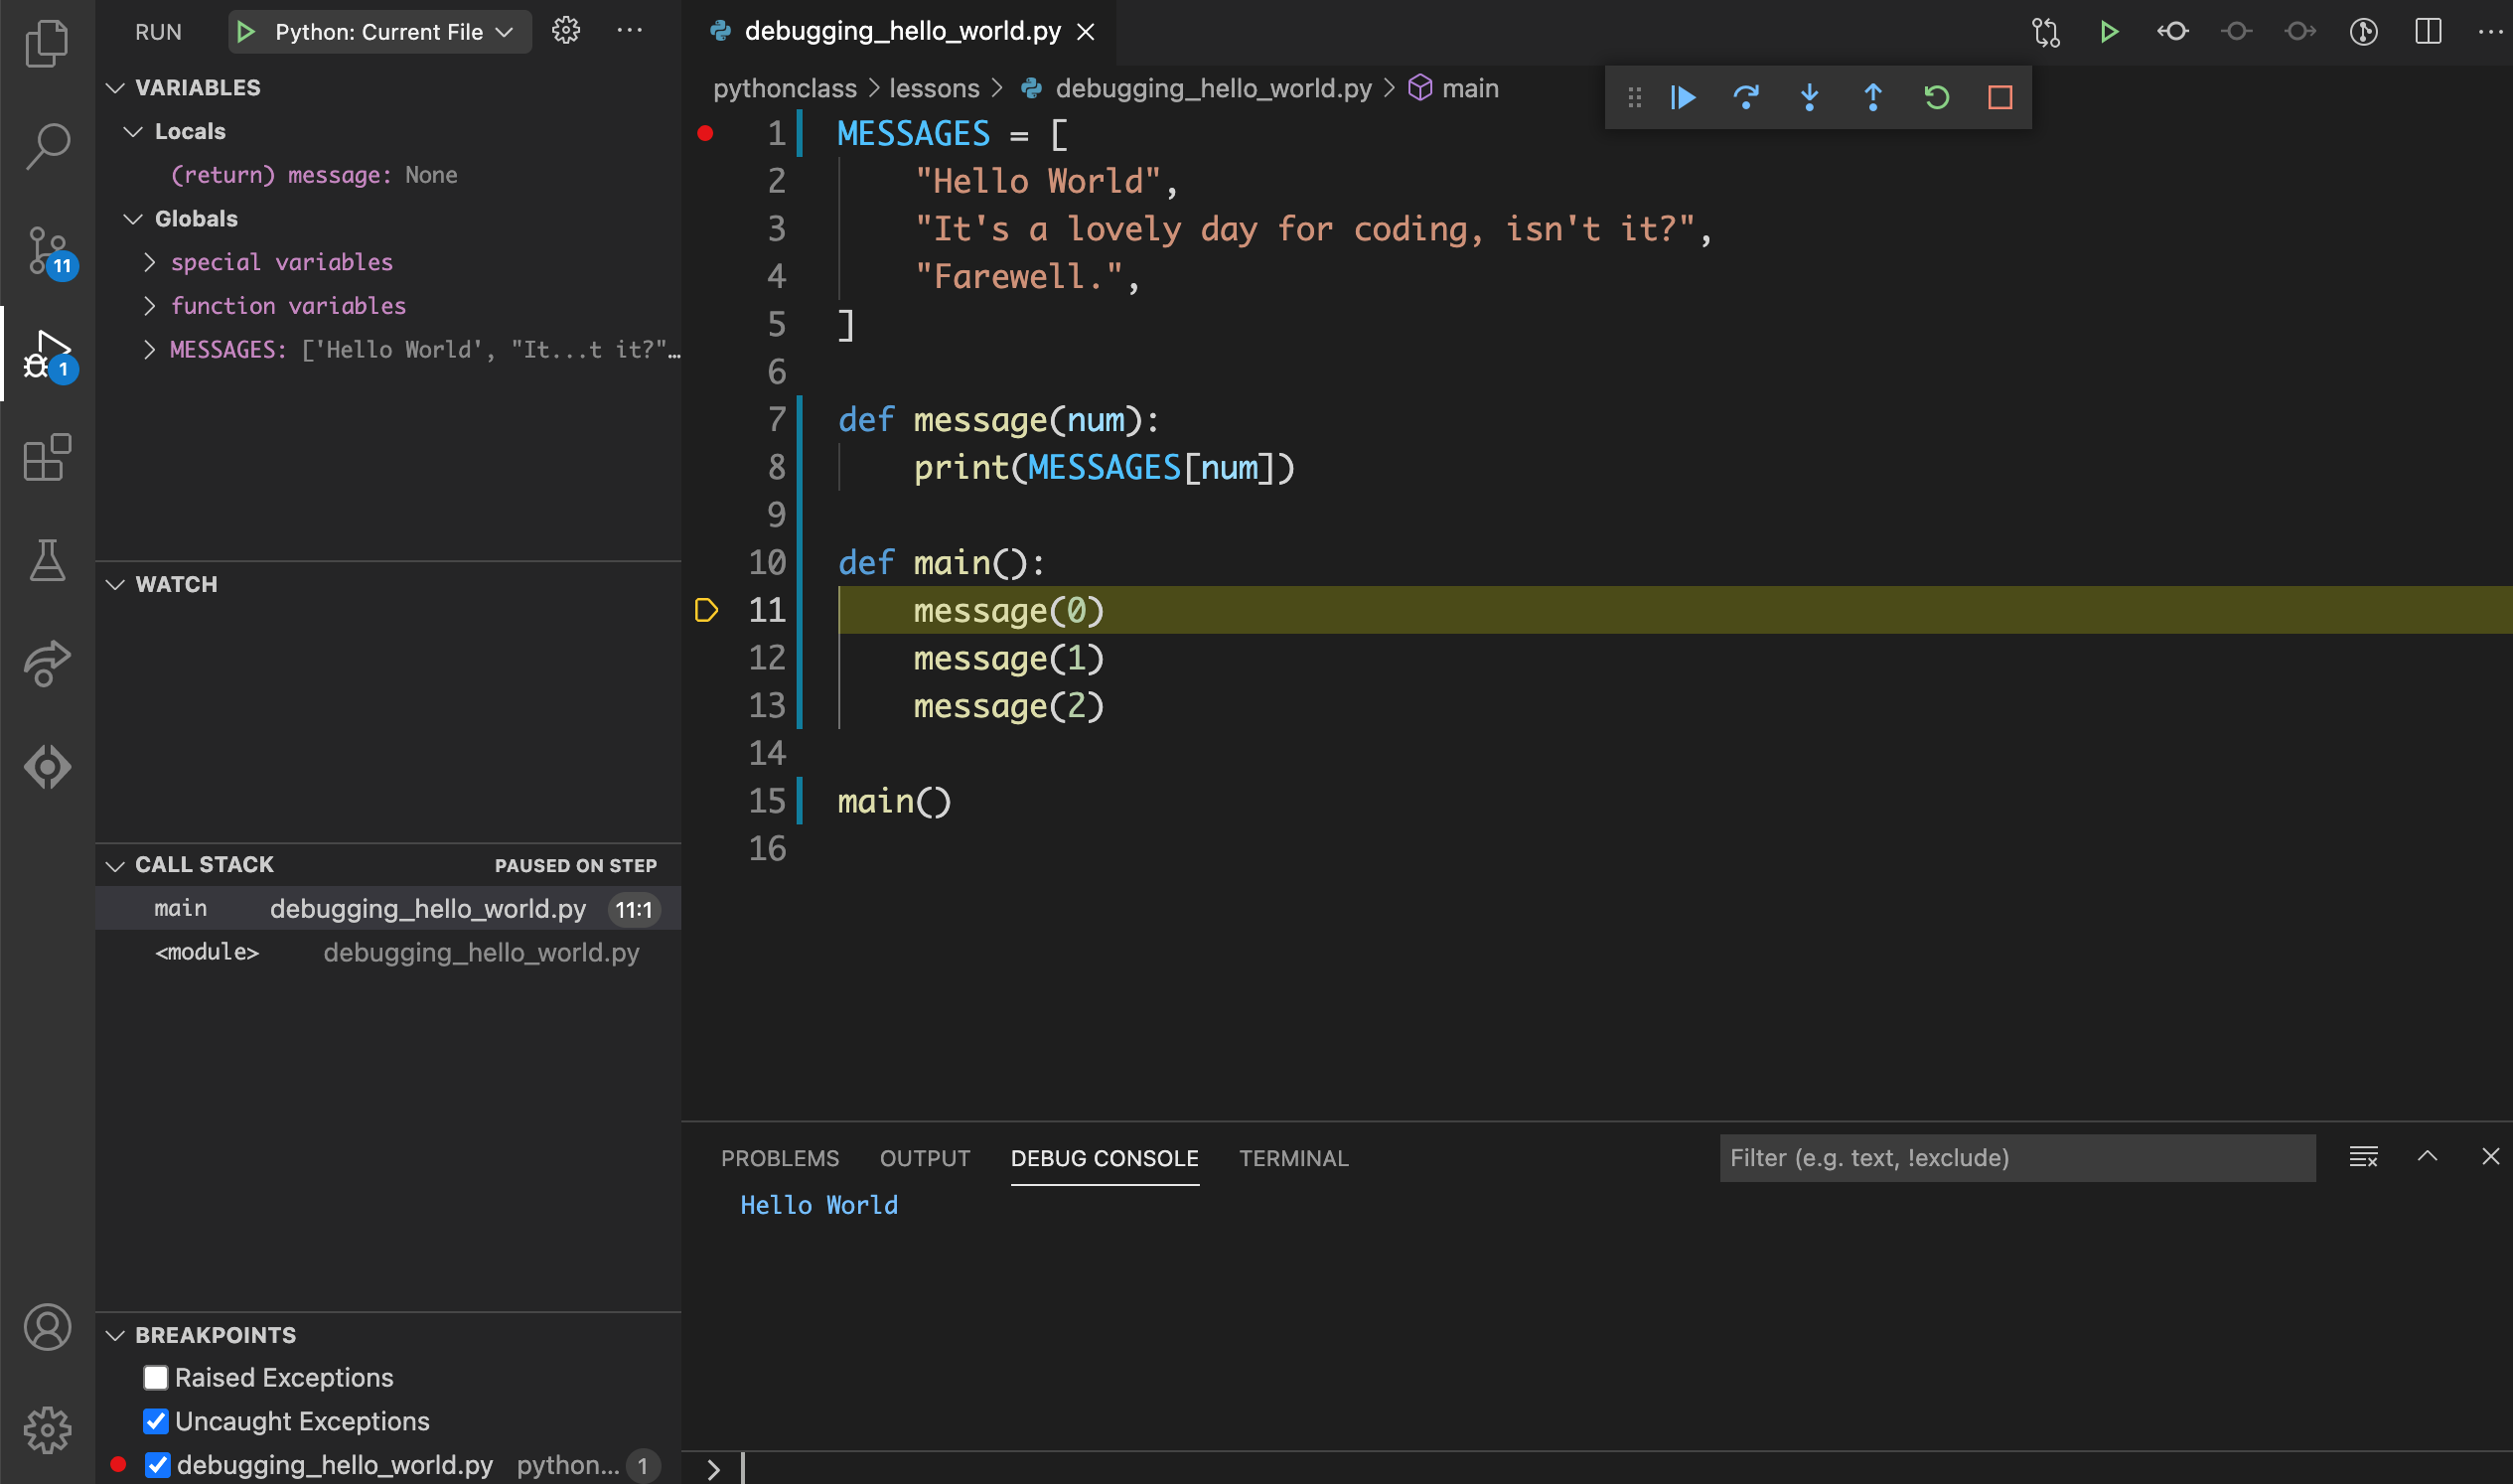 RUN
Python: Current File
VARIABLES
Locals
(return) message: None
Globals
special variables
function variables
MESSAGES: ['Hello World', "It...t it?"…
11
1
WATCH
CALL STACK PAUSED ON STEP
main debugging_hello_world.py 11:1
<module> debugging_hello_world.py
BREAKPOINTS
Raised Exceptions
Uncaught Exceptions
debugging_hello_world.py python... 1
debugging_hello_world.py
pythonclass > lessons > debugging_hello_world.py > main
1 MESSAGES = [
2     "Hello World",
3     "It's a lovely day for coding, isn't it?",
4     "Farewell.",
5 ]
6
7 def message(num):
8     print(MESSAGES[num])
9
10 def main():
11     message(0)
12     message(1)
13     message(2)
14
15 main()
16
PROBLEMS OUTPUT DEBUG CONSOLE TERMINAL Filter (e.g. text, !exclude)
Hello World
>